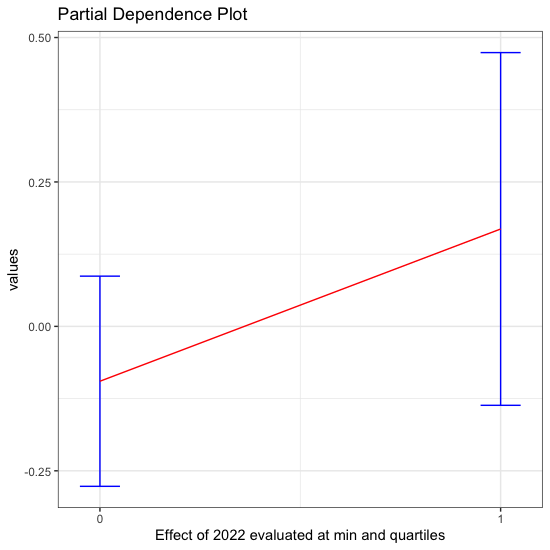 Partial Dependence Plot
values
0.50
0.25
0.00
-0.25
0
1
Effect of 2022 evaluated at min and quartiles